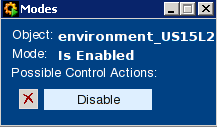 Modes
Object: environment_US15L2
Mode: Is Enabled
Possible Control Actions:
Disable